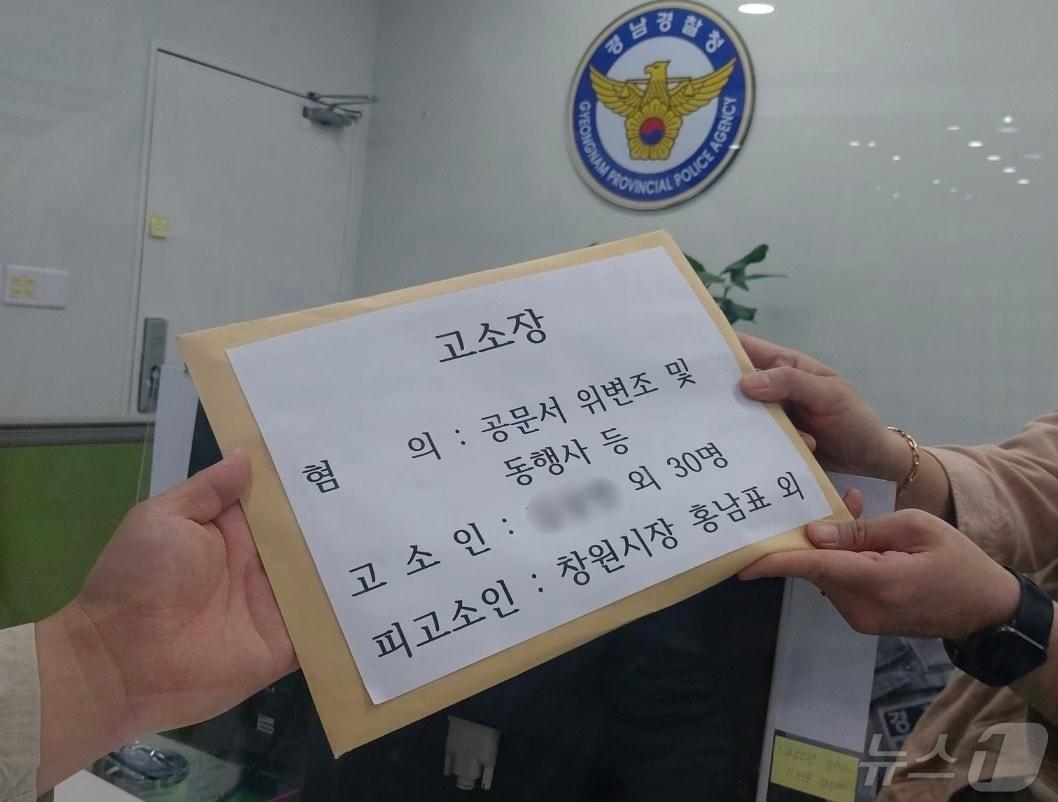 경남경찰청
GYEONGNAM PROVINCIAL POLICE AGENCY
고소장
혐 의 : 공문서 위변조 및
동행사 등
고 소 인 : 외 30명
피고소인 : 창원시장 홍남표 외
경
뉴스1